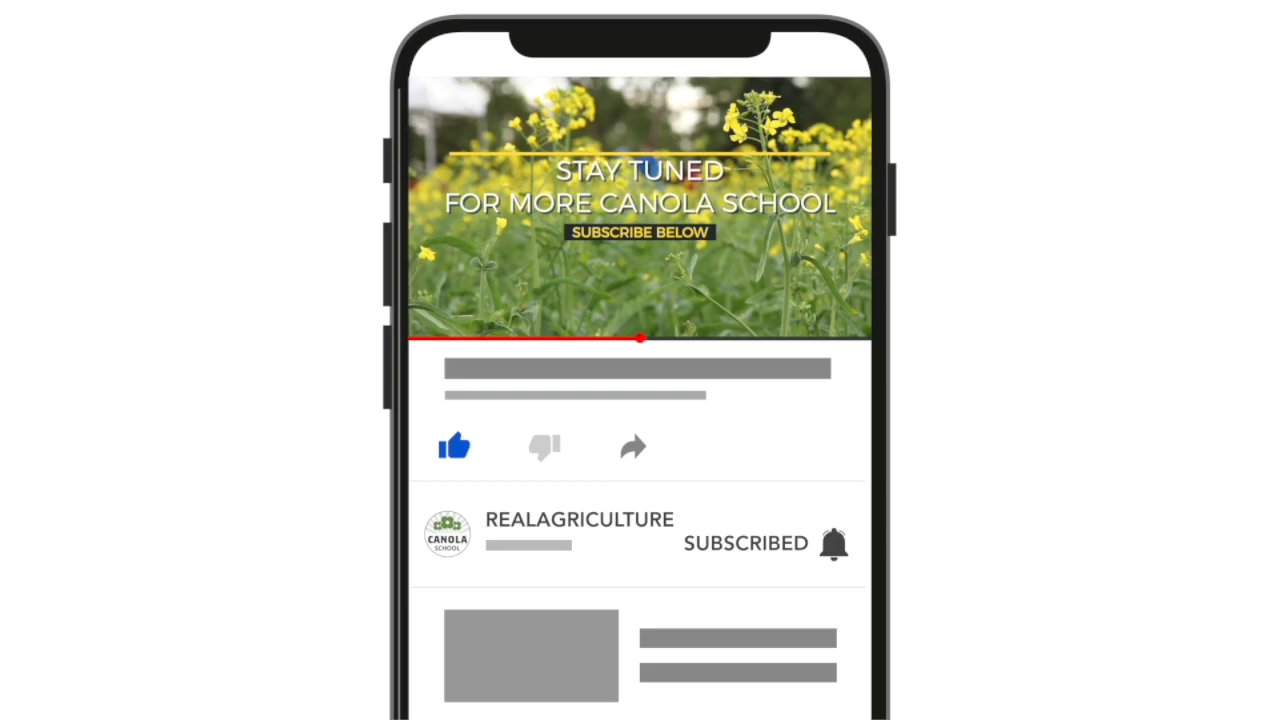 STAY TUNED
FOR MORE CANOLA SCHOOL
SUBSCRIBE BELOW
REALAGRICULTURE
CANOLA
SCHOOL
SUBSCRIBED